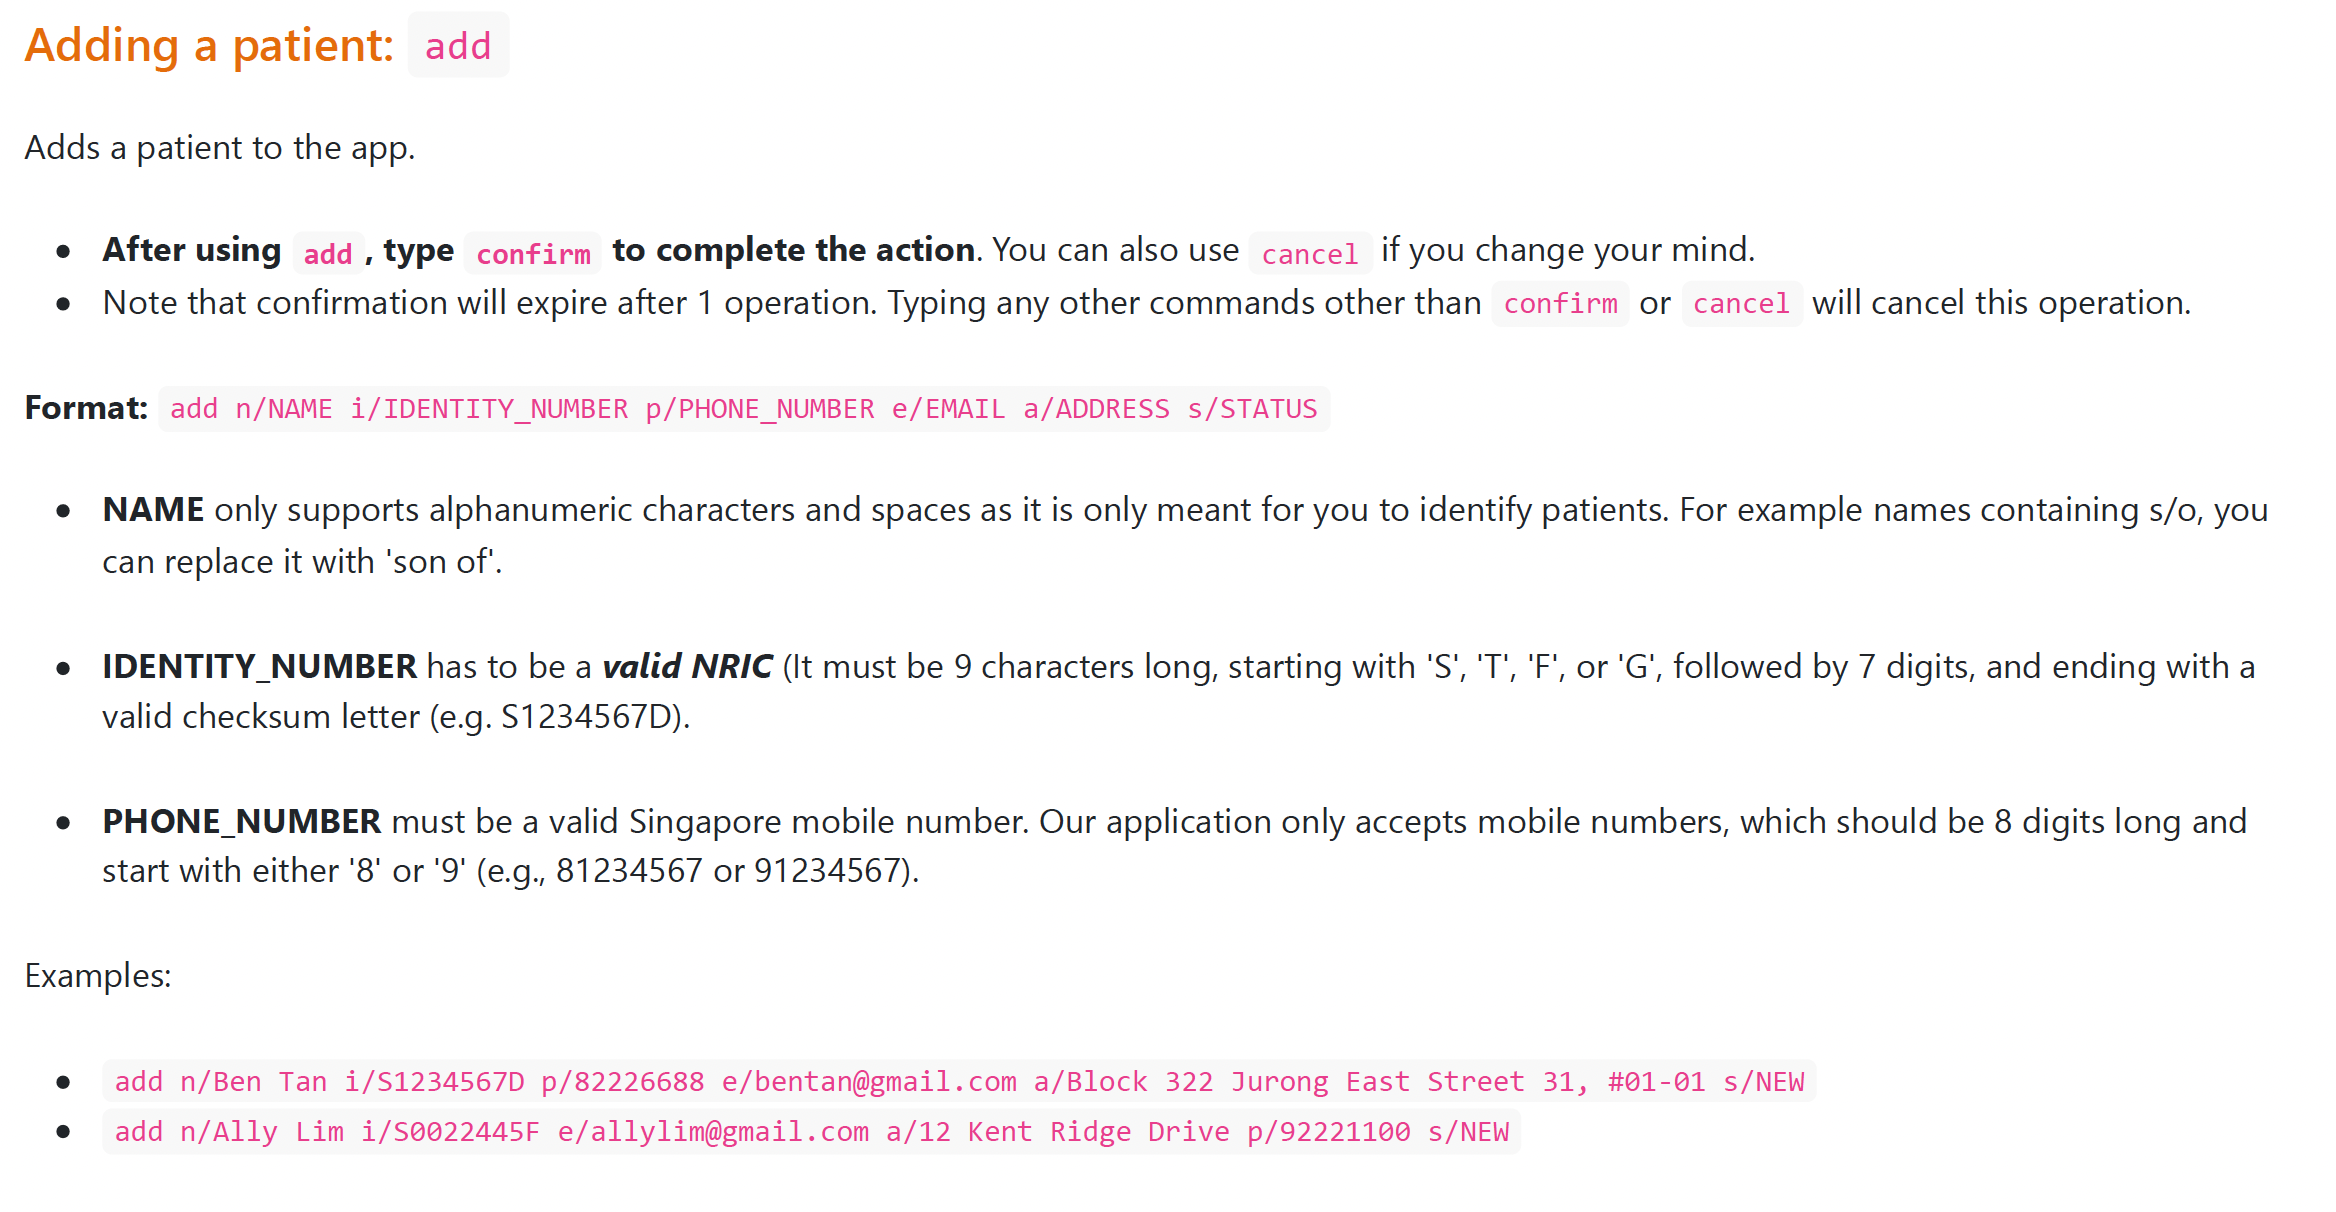 Adding a patient: add
Adds a patient to the app.
After using add, type confirm to complete the action. You can also use cancel if you change your mind.
Note that confirmation will expire after 1 operation. Typing any other commands other than confirm or cancel will cancel this operation.
Format: add n/NAME i/IDENTITY_NUMBER p/PHONE_NUMBER e/EMAIL a/ADDRESS s/STATUS
NAME only supports alphanumeric characters and spaces as it is only meant for you to identify patients. For example names containing s/o, you
can replace it with 'son of'.
IDENTITY_NUMBER has to be a valid NRIC (It must be 9 characters long, starting with 'S', 'T', 'F', or 'G', followed by 7 digits, and ending with a
valid checksum letter (e.g. S1234567D).
PHONE_NUMBER must be a valid Singapore mobile number. Our application only accepts mobile numbers, which should be 8 digits long and
start with either '8' or '9' (e.g., 81234567 or 91234567).
Examples:
add n/Ben Tan i/S1234567D p/82226688 e/bentan@gmail.com a/Block 322 Jurong East Street 31, #01-01 s/NEW
add n/Ally Lim i/S0022445F e/allylim@gmail.com a/12 Kent Ridge Drive p/92221100 s/NEW